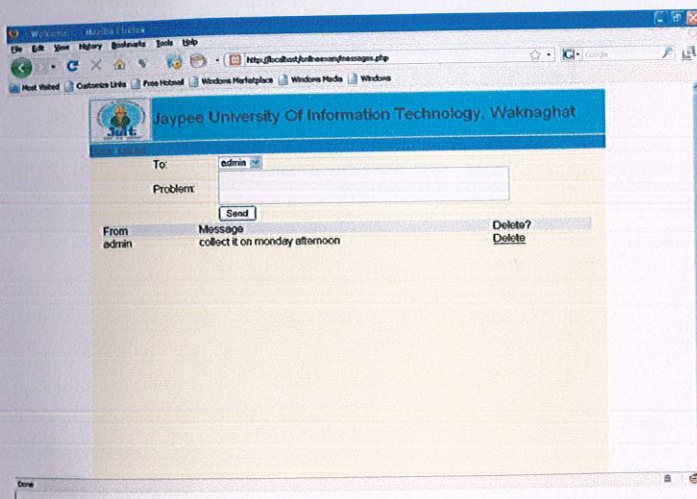 Welcome... - Mozilla Firefox
File Edit View History Bookmarks Tools Help
http://localhost/onlineexam/messages.php
Google
Most Visited Customize Links Free Hotmail Windows Marketplace Windows Media Windows
Juit
Jaypee University Of Information Technology, Waknaghat
To: admin
Problem:
Send
From Message Delete?
admin collect it on monday afternoon Delete
Done